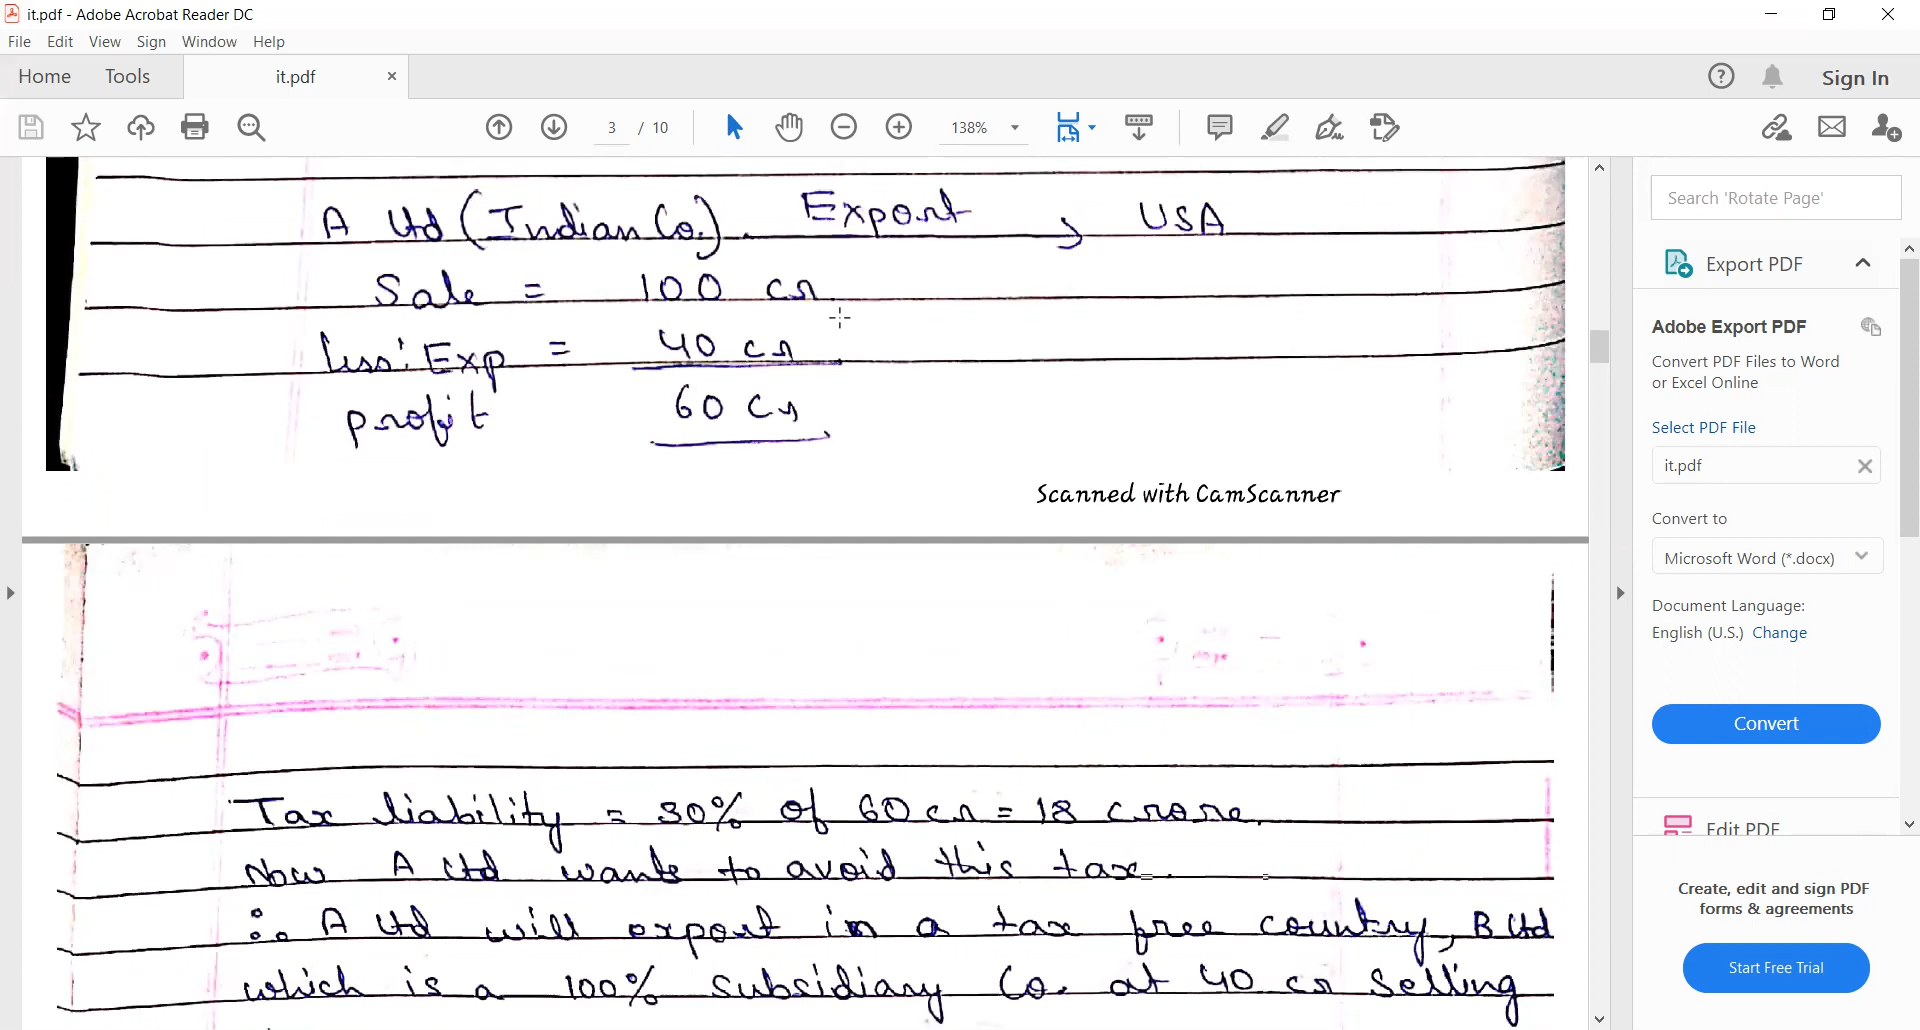 it.pdf - Adobe Acrobat Reader DC
File Edit View Sign Window Help
Home Tools it.pdf ×
Sign In
3 / 10 138%
A Ltd (Indian Co.) Export → USA
Sale = 100 cr
Less: Exp = 40 cr
profit 60 cr
Scanned with CamScanner
Tax liability = 30% of 60 cr = 18 crore.
Now A Ltd wants to avoid this tax.
∴ A Ltd will export in a tax free country, B Ltd
which is a 100% subsidiary Co. at 40 cr selling
Search 'Rotate Page'
Export PDF
Adobe Export PDF
Convert PDF Files to Word
or Excel Online
Select PDF File
it.pdf
Convert to
Microsoft Word (*.docx)
Document Language:
English (U.S.) Change
Convert
Edit PDF
Create, edit and sign PDF
forms & agreements
Start Free Trial